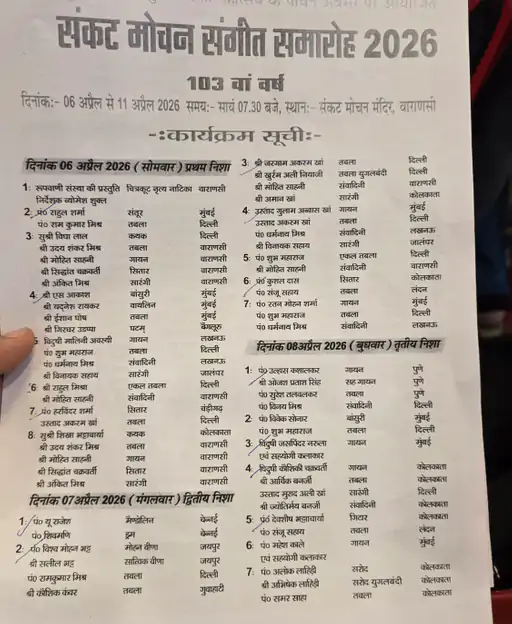 संकट मोचन संगीत समारोह 2026
103 वां वर्ष
दिनांक:- 06 अप्रैल से 11 अप्रैल 2026 समय:- सायं 07.30 बजे, स्थान:- संकट मोचन मंदिर, वाराणसी
-:कार्यक्रम सूची:-
दिनांक 06 अप्रैल 2026 ( सोमवार ) प्रथम निशा
1: रूपवाणी संस्था की प्रस्तुति चित्रकूट नृत्य नाटिका वाराणसी
निर्देशक व्योमेश शुक्ल
2: पं० राहुल शर्मा संतूर मुंबई
पं० राम कुमार मिश्र तबला दिल्ली
3: सुश्री विधा लाल कथक दिल्ली
श्री उदय शंकर मिश्र तबला वाराणसी
श्री मोहित साहनी गायन वाराणसी
श्री सिद्धांत चक्रवर्ती सितार वाराणसी
श्री अंकित मिश्र सारंगी वाराणसी
4: श्री एस आकाश बांसुरी मुंबई
श्री यद्नेश रायकर वायलिन मुंबई
श्री ईशान घोष तबला मुंबई
श्री गिरधर उडप्पा घटम् बैंगलुरू
5 विदुषी मालिनी अवस्थी गायन लखनऊ
पं० शुभ महाराज तबला दिल्ली
पं० धर्मनाथ मिश्र संवादिनी लखनऊ
श्री विनायक सहाय सारंगी जालंधर
6: श्री राहुल मिश्रा एकल तबला दिल्ली
श्री मोहित साहनी संवादिनी वाराणसी
7: पं० हरविंदर शर्मा सितार चंड़ीगढ़
उस्ताद अकरम खां तबला दिल्ली
8: सुश्री शिखा भट्टाचार्या कथक कोलकाता
श्री उदय शंकर मिश्र तबला वाराणसी
श्री मोहित साहनी गायन वाराणसी
श्री सिद्धांत चक्रवर्ती सितार वाराणसी
श्री अंकित मिश्र सारंगी वाराणसी
दिनांक 07 अप्रैल 2026 ( मंगलवार ) द्वितीय निशा
1: पं० यू राजेश मैण्डोलिन चेन्नई
पं० शिवमणि ड्रम चेन्नई
2: पं० विश्व मोहन भट्ट मोहन वीणा जयपुर
श्री सलील भट्ट सात्विक वीणा जयपुर
पं० रामकुमार मिश्र तबला दिल्ली
श्री कौशिक कंवर तबला गुवाहाटी
3: श्री जरगाम अकरम खां तबला दिल्ली
श्री खुर्रम अली नियाजी तबला युगलबंदी दिल्ली
श्री मोहित साहनी संवादिनी वाराणसी
श्री अमान खां सारंगी कोलकाता
4: उस्ताद गुलाम अब्बास खां गायन मुंबई
उस्ताद अकरम खां तबला दिल्ली
पं० धर्मनाथ मिश्र संवादिनी लखनऊ
श्री विनायक सहाय सारंगी जालंधर
5: पं० शुभ महाराज एकल तबला दिल्ली
श्री मोहित साहनी संवादिनी वाराणसी
6: पं० कुशल दास सितार कोलकाता
पं० संजू सहाय तबला लंदन
7: पं० रतन मोहन शर्मा गायन मुंबई
पं० शुभ महाराज तबला दिल्ली
पं० धर्मनाथ मिश्र संवादिनी लखनऊ
दिनांक 08अप्रैल 2026 ( बुधवार ) तृतीय निशा
1: पं० उल्हास कशालकर गायन पुणे
श्री ओजश प्रताप सिंह सह गायन पुणे
पं० सुरेश तलवलकर तबला पुणे
पं० विनय मिश्र संवादिनी दिल्ली
2: पं० विवेक सोनार बांसुरी मुंबई
पं० शुभ महाराज तबला दिल्ली
3: विदुषी जसपिंदर नरूला गायन मुंबई
एवं सहयोगी कलाकार
4: विदुषी कौशिकी चक्रवर्ती गायन कोलकाता
श्री आर्चिक बनर्जी तबला कोलकाता
उस्ताद मुराद अली खां सारंगी दिल्ली
श्री ज्योतिर्मय बनर्जी संवादिनी कोलकाता
5: पं० देवाशीष भट्टाचार्या गिटार कोलकाता
पं० संजू सहाय तबला लंदन
6: पं० महेश काले गायन मुंबई
एवं सहयोगी कलाकार
7: पं० अलोक लाहिड़ी सरोद कोलकाता
श्री अभिषेक लाहिड़ी सरोद युगलबंदी कोलकाता
पं० समर साहा तबला कोलकाता